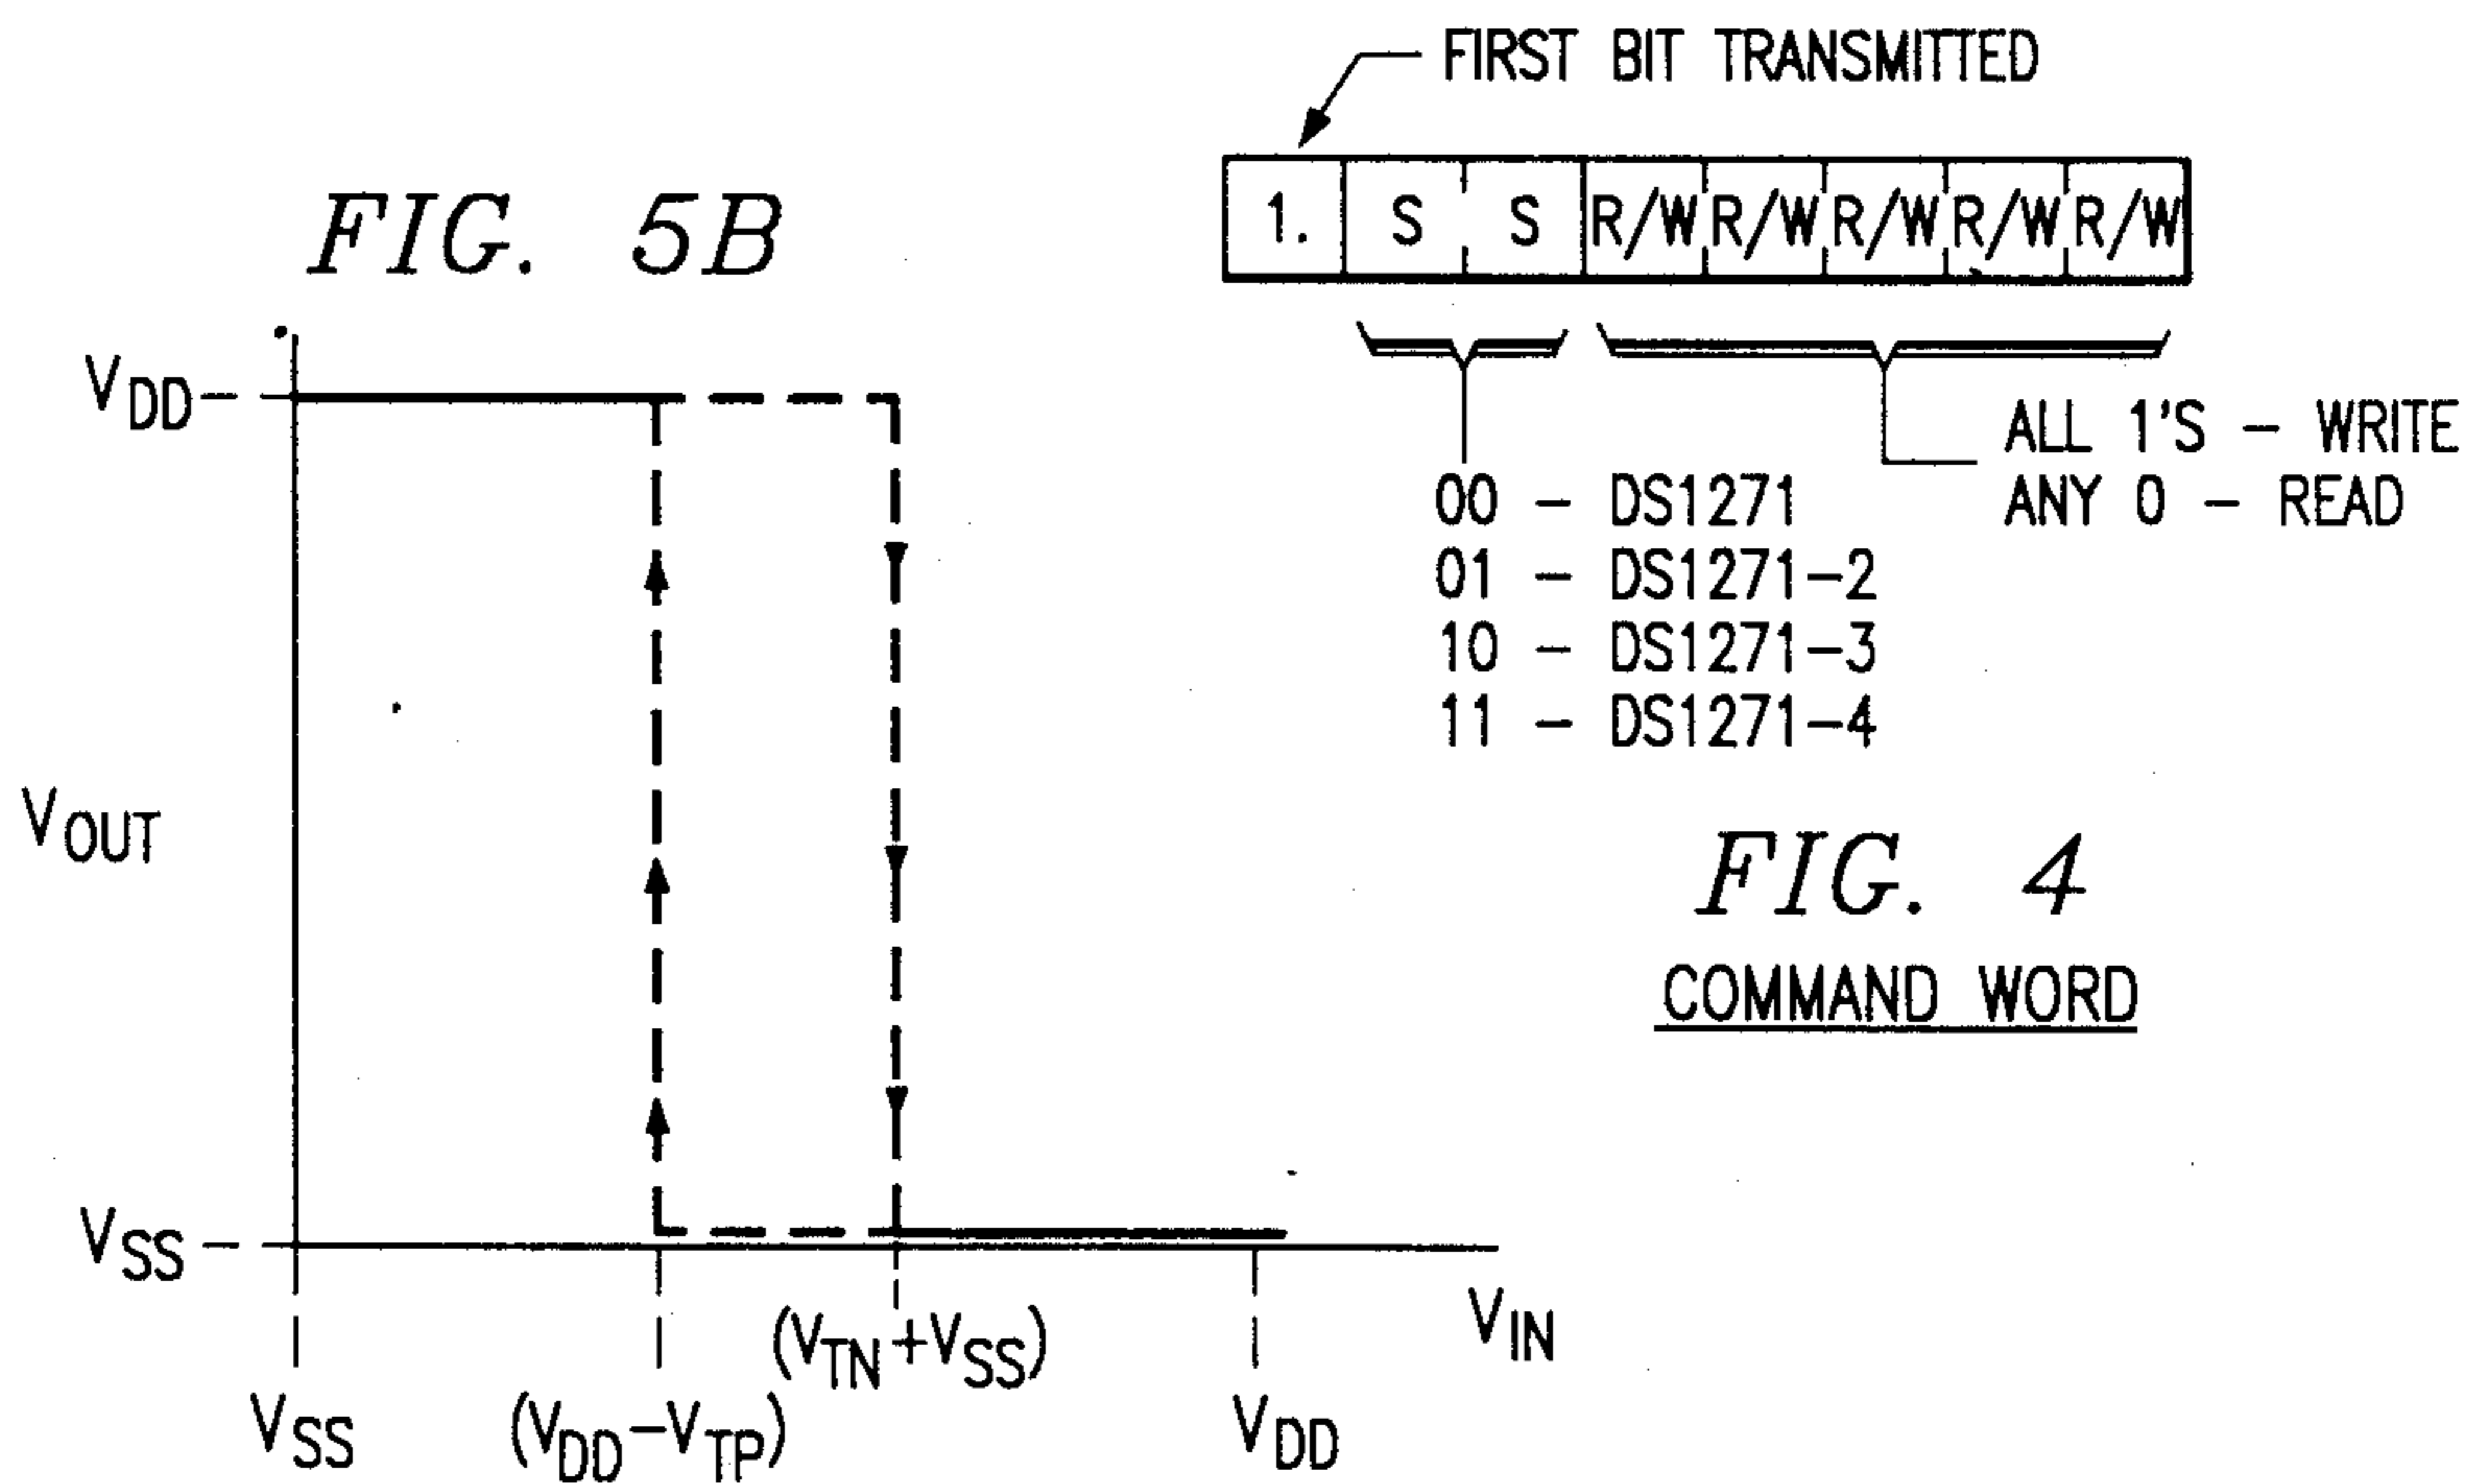 FIRST BIT TRANSMITTED
1. S S R/W R/W R/W R/W R/W
ALL 1'S - WRITE
ANY 0 - READ
00 - DS1271
01 - DS1271-2
10 - DS1271-3
11 - DS1271-4
FIG. 4
COMMAND WORD
FIG. 5B
VDD
VOUT
VSS
VIN
VSS
(VDD-VTP)
(VTN+VSS)
VDD